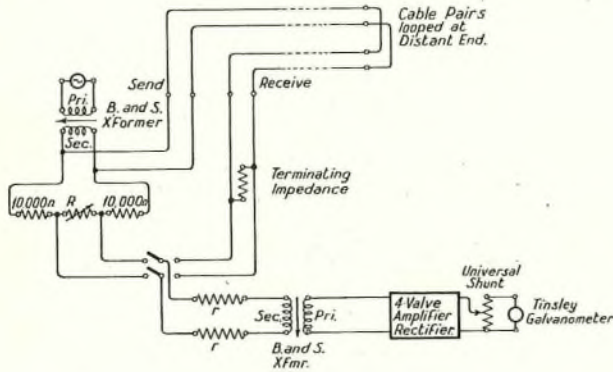 Cable Pairs
looped at
Distant End.
Send
Receive
Pri.
B. and S.
XFormer
Sec.
Terminating
Impedance
10.000Ω
R
10,000Ω
Universal
Shunt
r
Sec.
Pri.
4-Valve
Amplifier
Rectifier.
Tinsley
Galvanometer
r
B. and S.
XFmr.